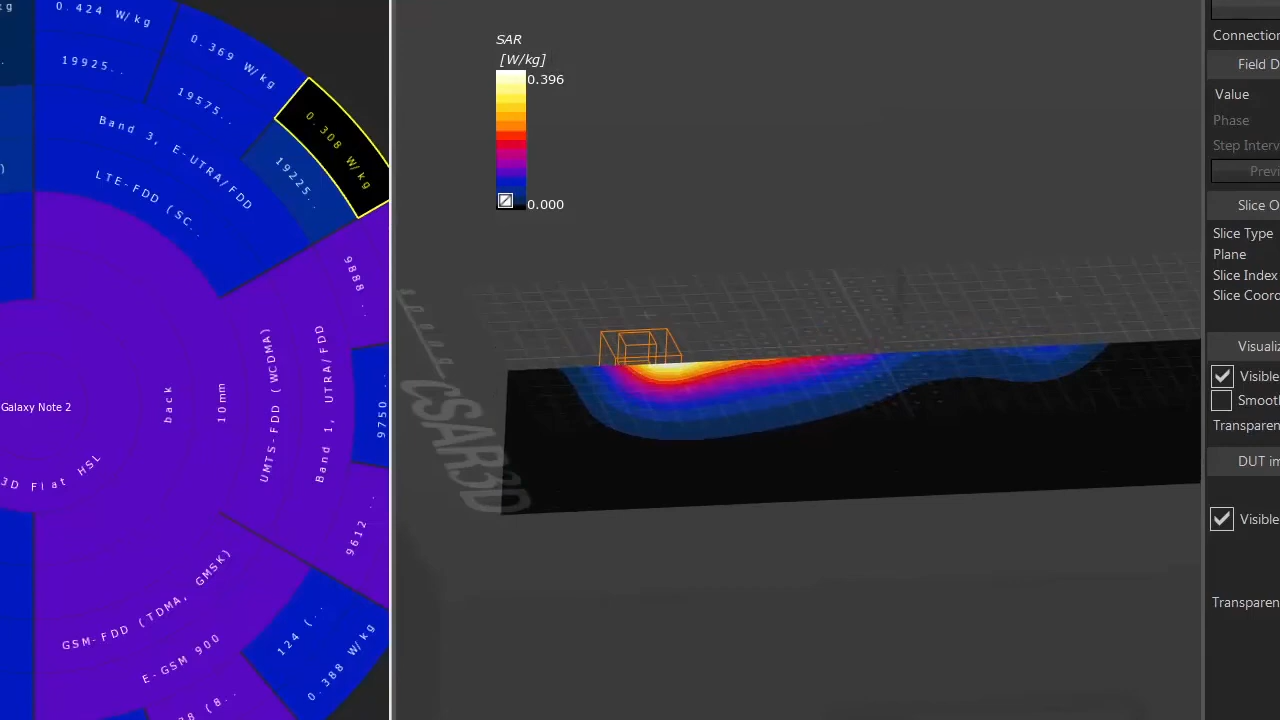 0.424 W/kg
0.369 W/kg
0.308 W/kg
19925..
19575..
19225..
Band 3, E-UTRA/FDD
LTE-FDD (SC..
9888 ..
9750
9612 ..
Band 1, UTRA/FDD
UMTS-FDD (WCDMA)
10mm
back
Galaxy Note 2
3D Flat HSL
GSM-FDD (TDMA, GMSK)
E-GSM 900
124 (..
0.388 W/kg
38 (8..
SAR
[W/kg]
0.396
0.000
cSAR3D
Connection
Field D
Value
Phase
Step Interv
Previ
Slice O
Slice Type
Plane
Slice Index
Slice Coord
Visualiz
Visible
Smooth
Transparen
DUT im
Visible
Transparen